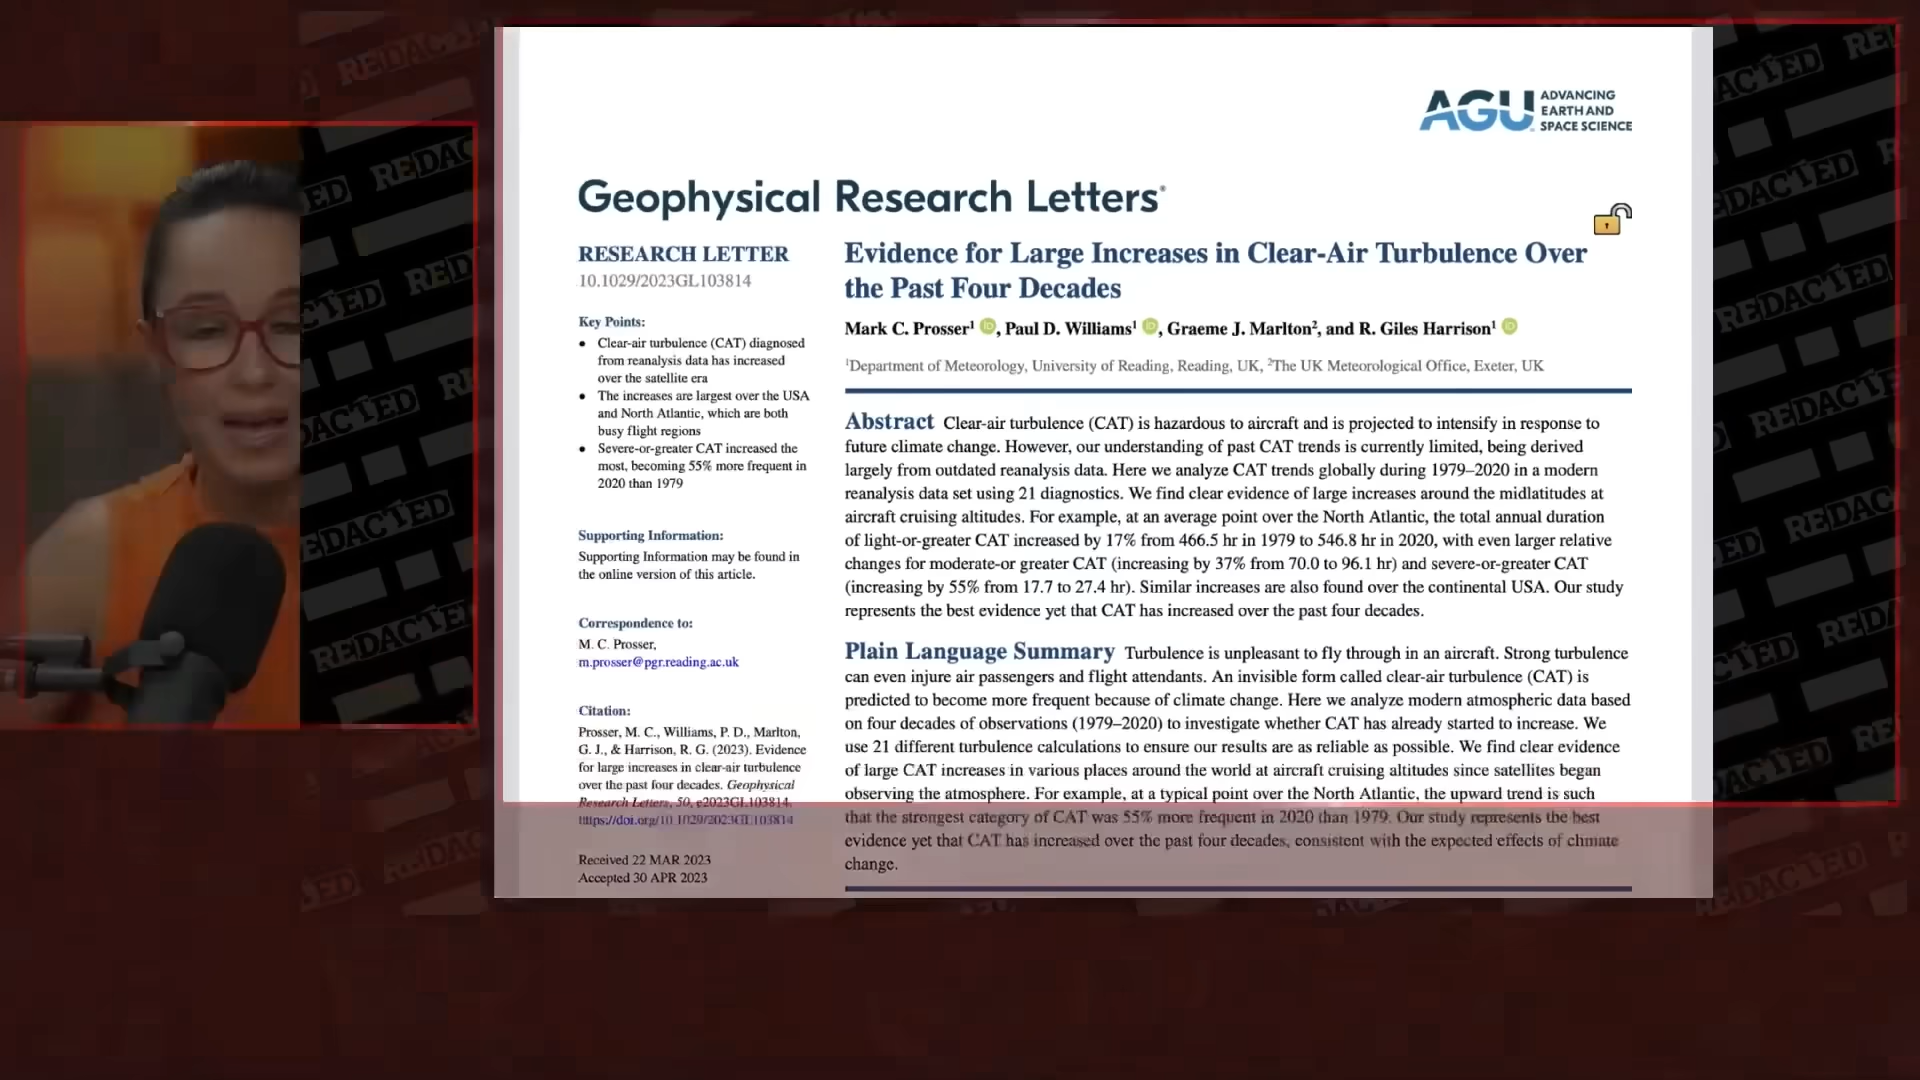 AGU
ADVANCING
EARTH AND
SPACE SCIENCE
Geophysical Research Letters®
RESEARCH LETTER
10.1029/2023GL103814
Key Points:
• Clear-air turbulence (CAT) diagnosed
from reanalysis data has increased
over the satellite era
• The increases are largest over the USA
and North Atlantic, which are both
busy flight regions
• Severe-or-greater CAT increased the
most, becoming 55% more frequent in
2020 than 1979
Supporting Information:
Supporting Information may be found in
the online version of this article.
Correspondence to:
M. C. Prosser,
m.prosser@pgr.reading.ac.uk
Citation:
Prosser, M. C., Williams, P. D., Marlton,
G. J., & Harrison, R. G. (2023). Evidence
for large increases in clear-air turbulence
over the past four decades. Geophysical
Research Letters, 50, e2023GL103814.
https://doi.org/10.1029/2023GL103814
Received 22 MAR 2023
Accepted 30 APR 2023
Evidence for Large Increases in Clear-Air Turbulence Over
the Past Four Decades
Mark C. Prosser¹, Paul D. Williams¹, Graeme J. Marlton², and R. Giles Harrison¹
¹Department of Meteorology, University of Reading, Reading, UK, ²The UK Meteorological Office, Exeter, UK
Abstract Clear-air turbulence (CAT) is hazardous to aircraft and is projected to intensify in response to
future climate change. However, our understanding of past CAT trends is currently limited, being derived
largely from outdated reanalysis data. Here we analyze CAT trends globally during 1979–2020 in a modern
reanalysis data set using 21 diagnostics. We find clear evidence of large increases around the midlatitudes at
aircraft cruising altitudes. For example, at an average point over the North Atlantic, the total annual duration
of light-or-greater CAT increased by 17% from 466.5 hr in 1979 to 546.8 hr in 2020, with even larger relative
changes for moderate-or greater CAT (increasing by 37% from 70.0 to 96.1 hr) and severe-or-greater CAT
(increasing by 55% from 17.7 to 27.4 hr). Similar increases are also found over the continental USA. Our study
represents the best evidence yet that CAT has increased over the past four decades.
Plain Language Summary Turbulence is unpleasant to fly through in an aircraft. Strong turbulence
can even injure air passengers and flight attendants. An invisible form called clear-air turbulence (CAT) is
predicted to become more frequent because of climate change. Here we analyze modern atmospheric data based
on four decades of observations (1979–2020) to investigate whether CAT has already started to increase. We
use 21 different turbulence calculations to ensure our results are as reliable as possible. We find clear evidence
of large CAT increases in various places around the world at aircraft cruising altitudes since satellites began
observing the atmosphere. For example, at a typical point over the North Atlantic, the upward trend is such
that the strongest category of CAT was 55% more frequent in 2020 than 1979. Our study represents the best
evidence yet that CAT has increased over the past four decades, consistent with the expected effects of climate
change.
REDACTED
REDACTED
REDACTED
REDACTED
REDACTED